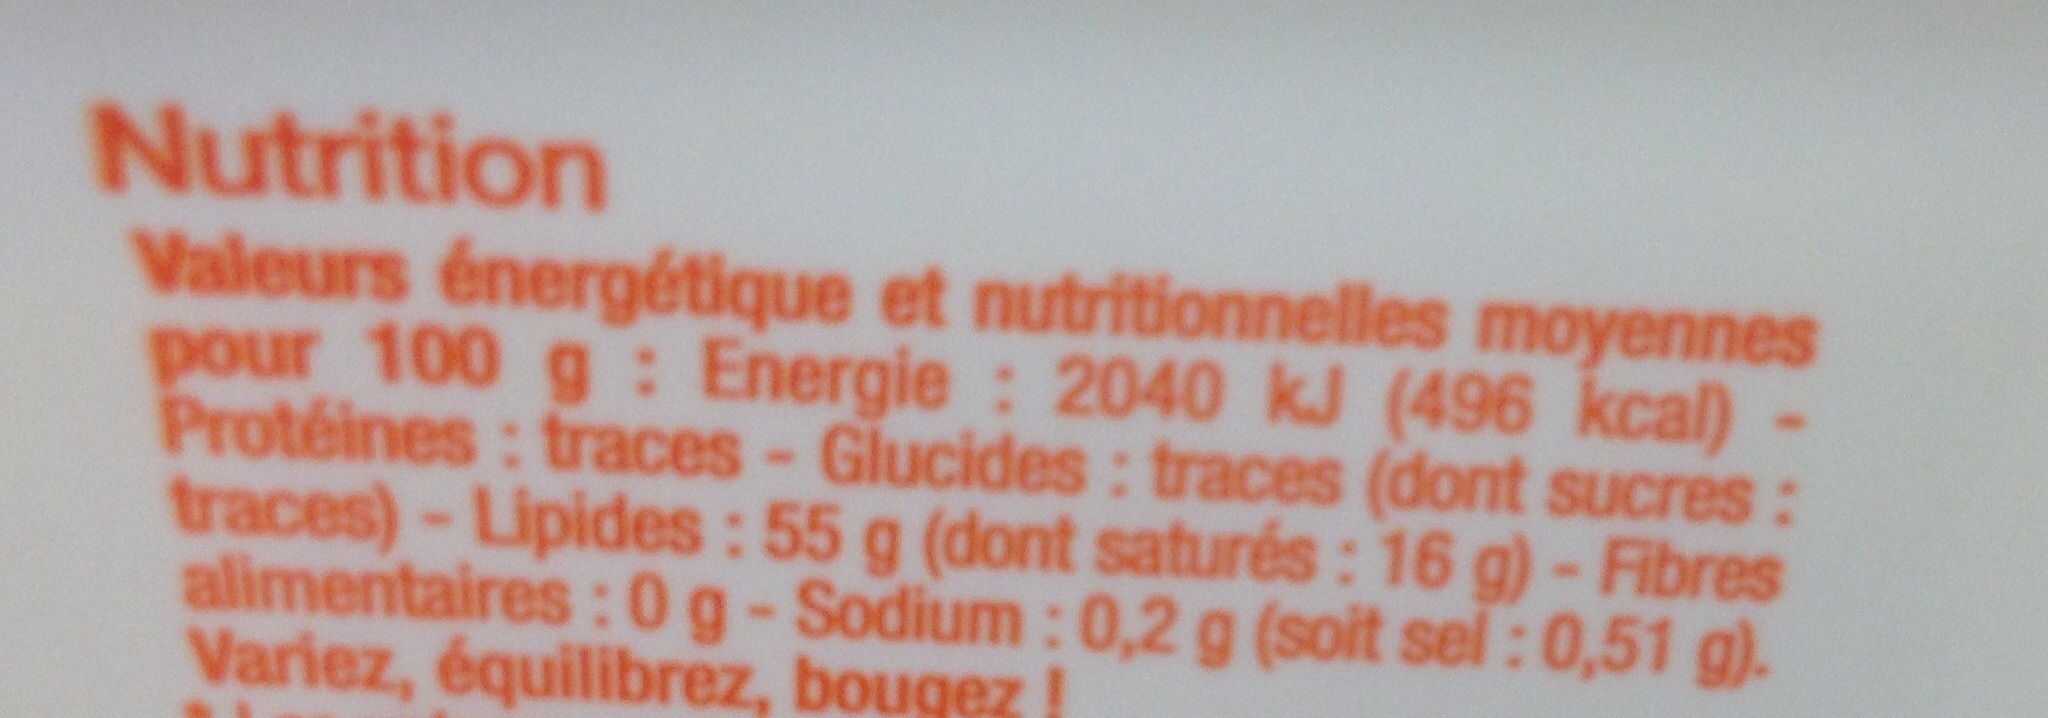 Nutrition
Valeurs énergétique et nutritionnelles moyennes
pour 100 g : Energie : 2040 kJ (496 kcal) -
Protéines : traces - Glucides : traces (dont sucres :
traces) - Lipides : 55 g (dont saturés : 16 g) - Fibres
alimentaires : 0 g - Sodium : 0,2 g (soit sel : 0,51 g).
Variez, équilibrez, bougez !